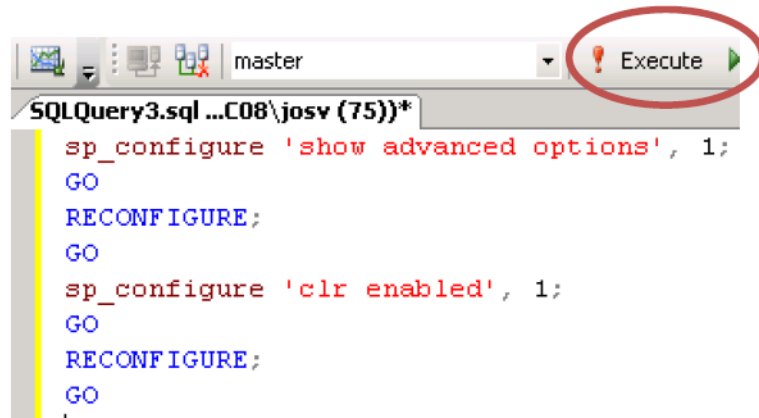 master Execute
SQLQuery3.sql ...C08\josv (75))*
sp_configure 'show advanced options', 1;
GO
RECONFIGURE;
GO
sp_configure 'clr enabled', 1;
GO
RECONFIGURE;
GO